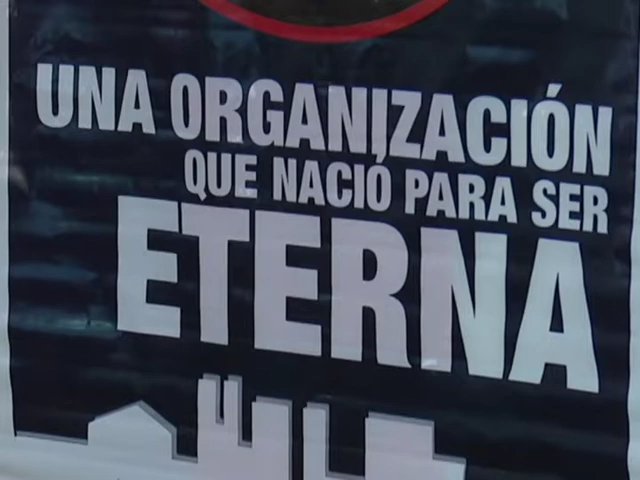 UNA ORGANIZACIÓN
QUE NACIÓ PARA SER
ETERNA